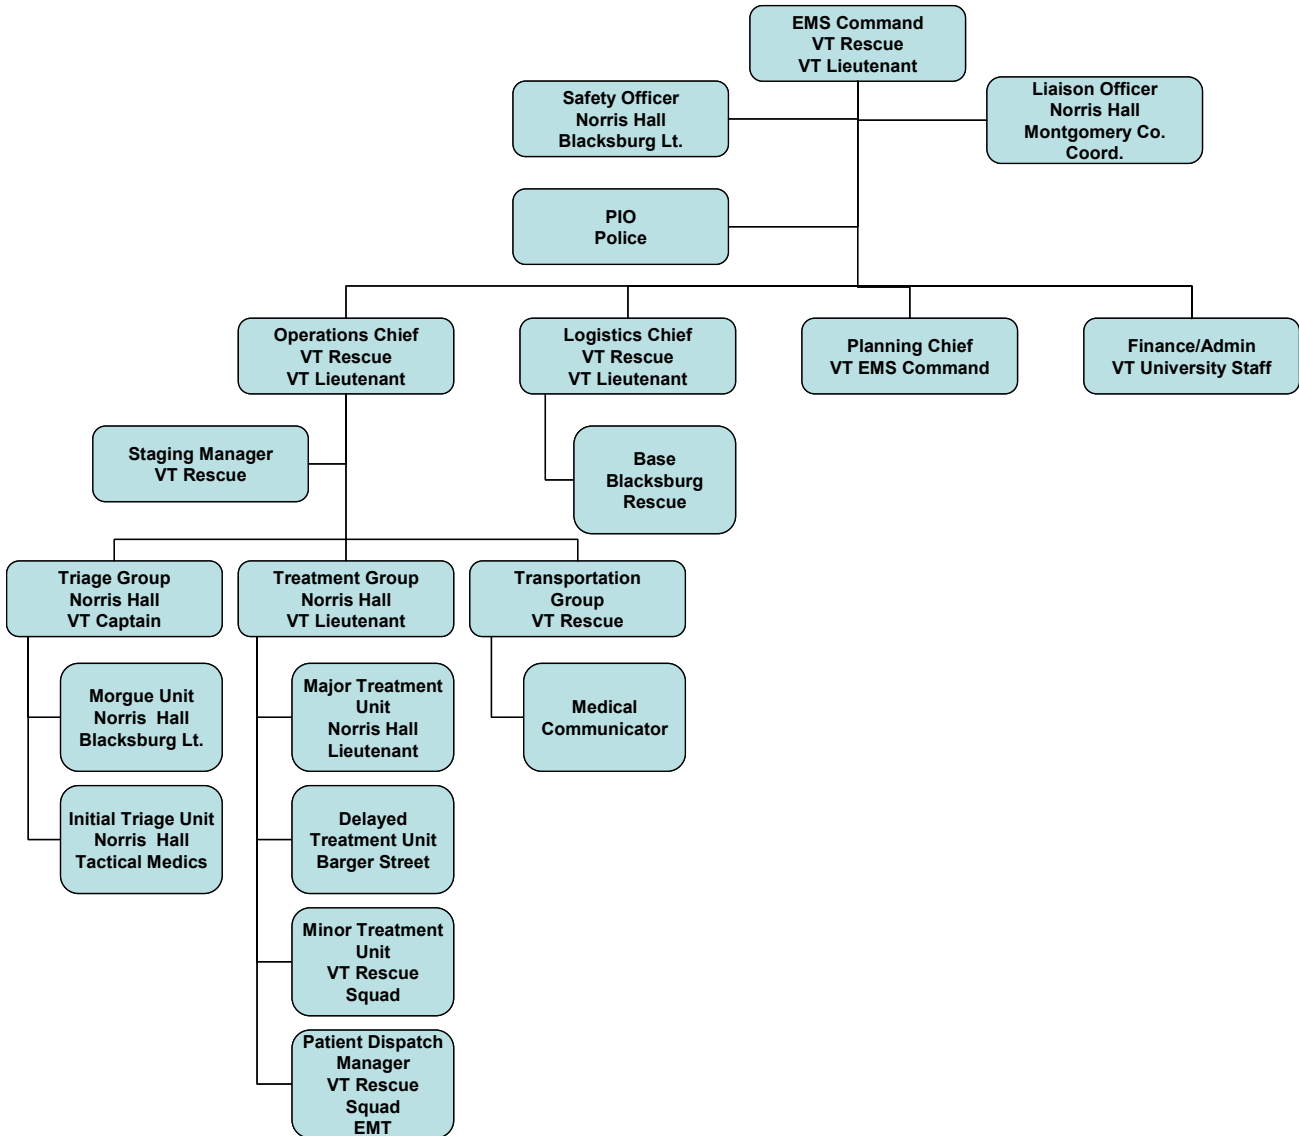 EMS Command
VT Rescue
VT Lieutenant
Safety Officer
Norris Hall
Blacksburg Lt.
Liaison Officer
Norris Hall
Montgomery Co.
Coord.
PIO
Police
Operations Chief
VT Rescue
VT Lieutenant
Logistics Chief
VT Rescue
VT Lieutenant
Planning Chief
VT EMS Command
Finance/Admin
VT University Staff
Staging Manager
VT Rescue
Base
Blacksburg
Rescue
Triage Group
Norris Hall
VT Captain
Treatment Group
Norris Hall
VT Lieutenant
Transportation
Group
VT Rescue
Morgue Unit
Norris Hall
Blacksburg Lt.
Major Treatment
Unit
Norris Hall
Lieutenant
Medical
Communicator
Initial Triage Unit
Norris Hall
Tactical Medics
Delayed
Treatment Unit
Barger Street
Minor Treatment
Unit
VT Rescue
Squad
Patient Dispatch
Manager
VT Rescue
Squad
EMT